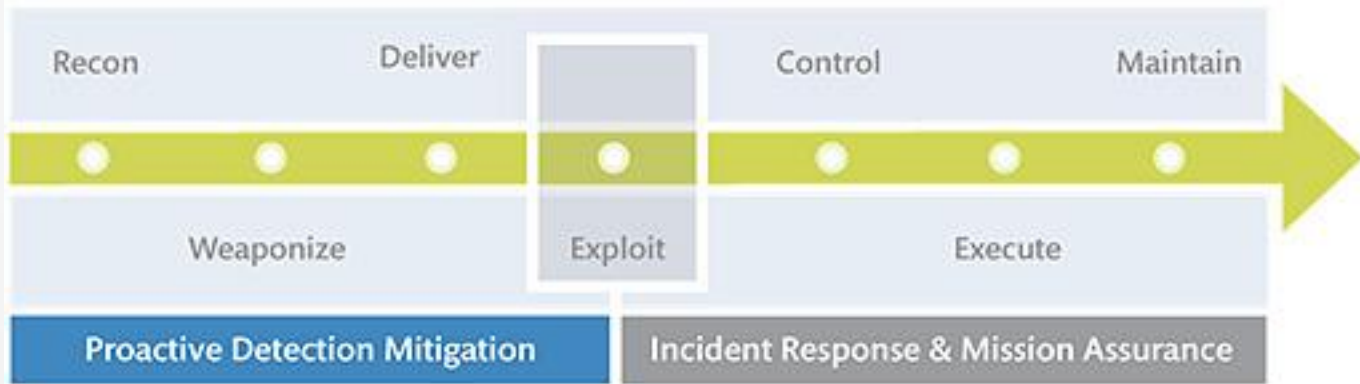 Recon
Deliver
Control
Maintain
Weaponize
Exploit
Execute
Proactive Detection Mitigation
Incident Response & Mission Assurance